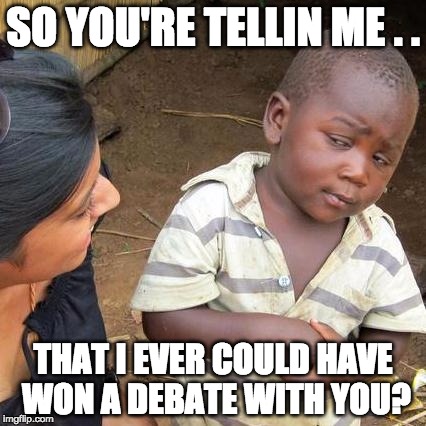 SO YOU'RE TELLIN ME . .
THAT I EVER COULD HAVE
WON A DEBATE WITH YOU?
imgflip.com